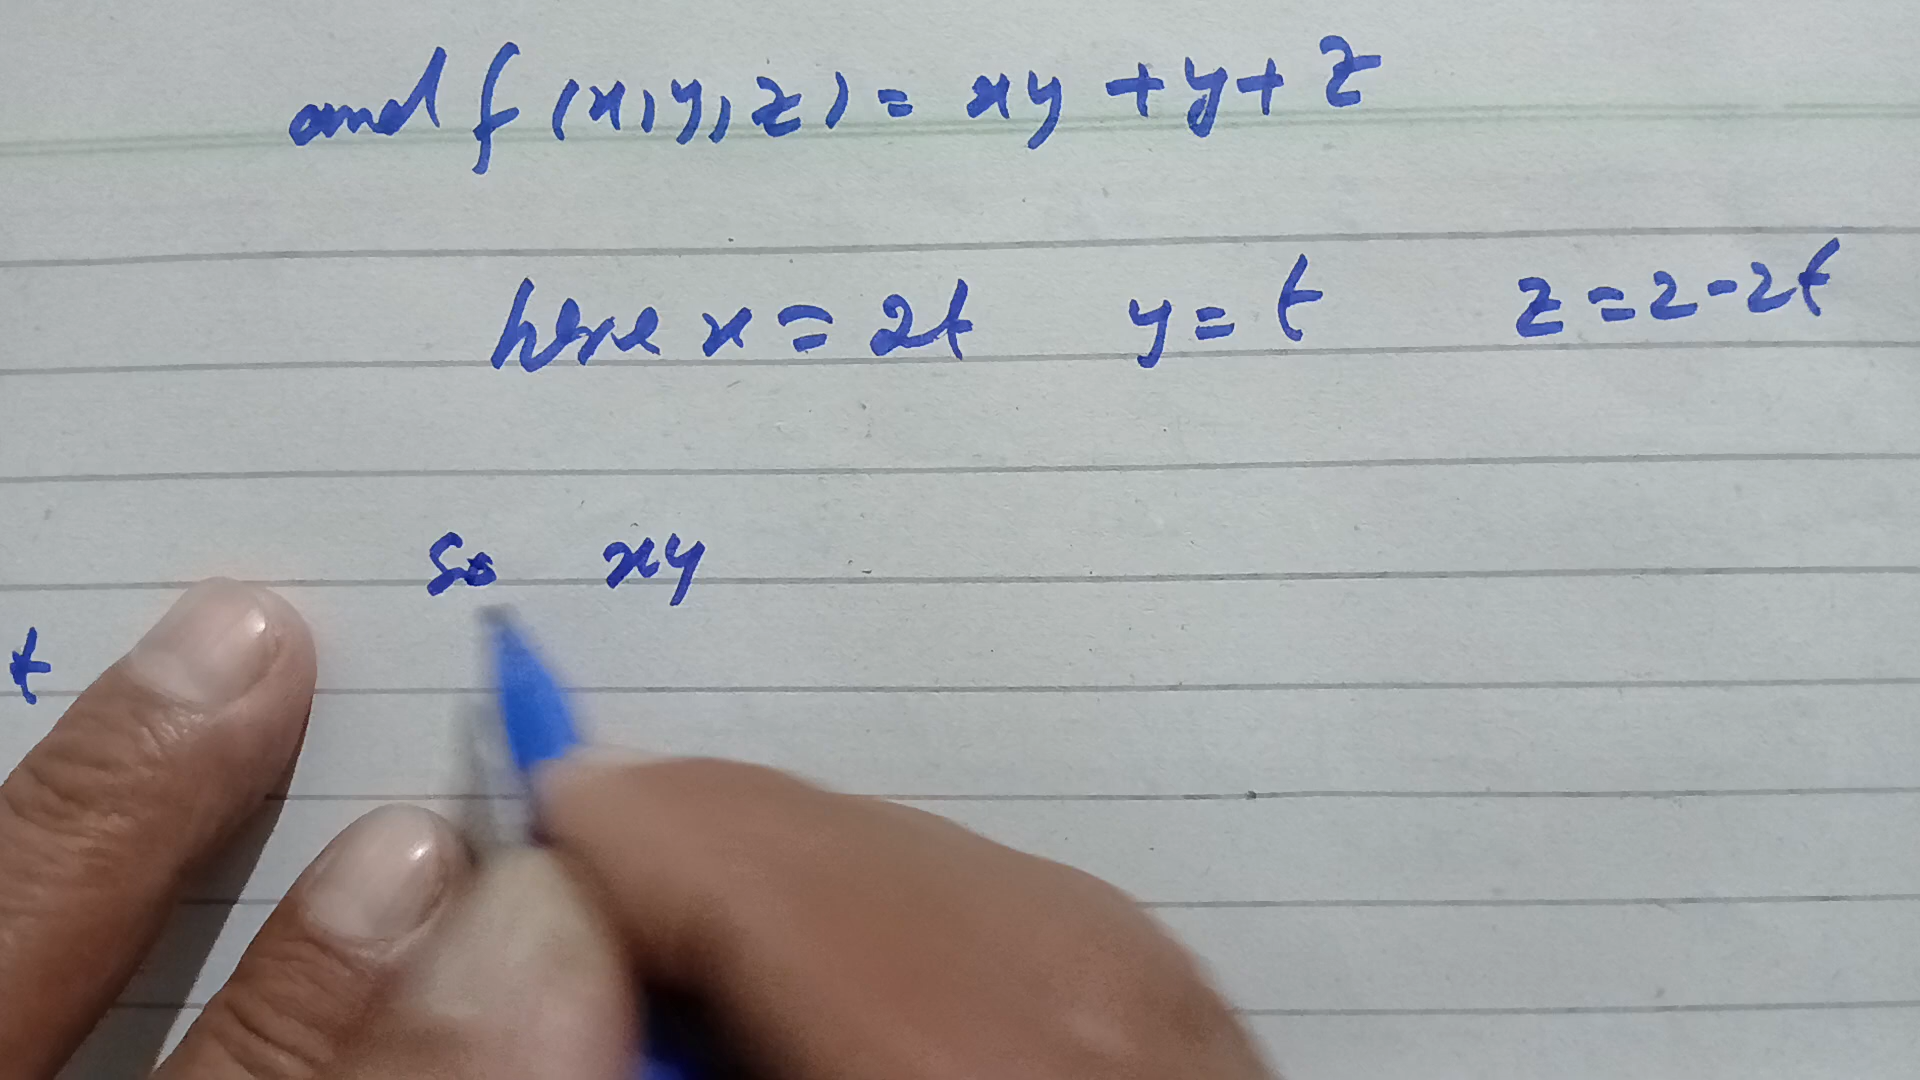 and f(x,y,z) = xy + y + z
here x = 2t y = t z = 2-2t
so xy
t